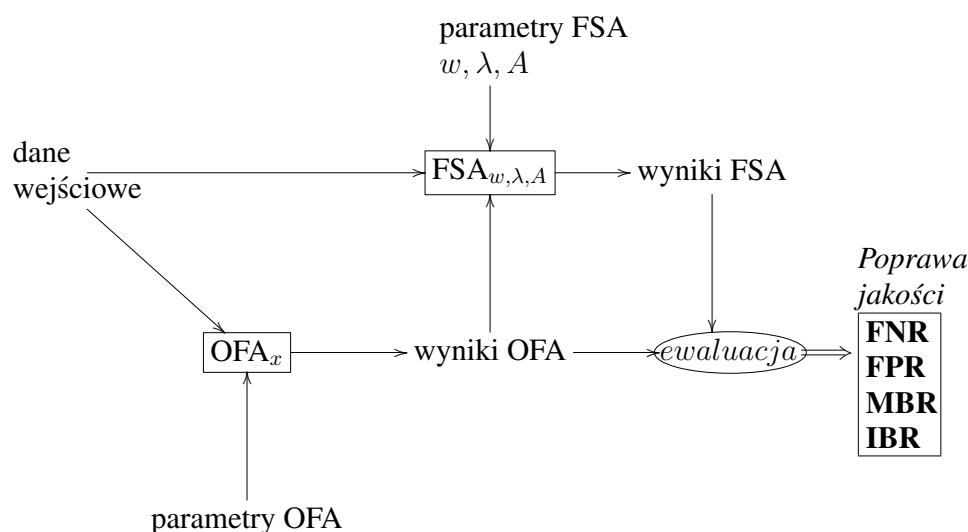 parametry FSA
w, λ, A
dane
wejściowe
FSA_{w,λ,A}
wyniki FSA
Poprawa
jakości
FNR
FPR
MBR
IBR
OFA_x
wyniki OFA
ewaluacja
parametry OFA